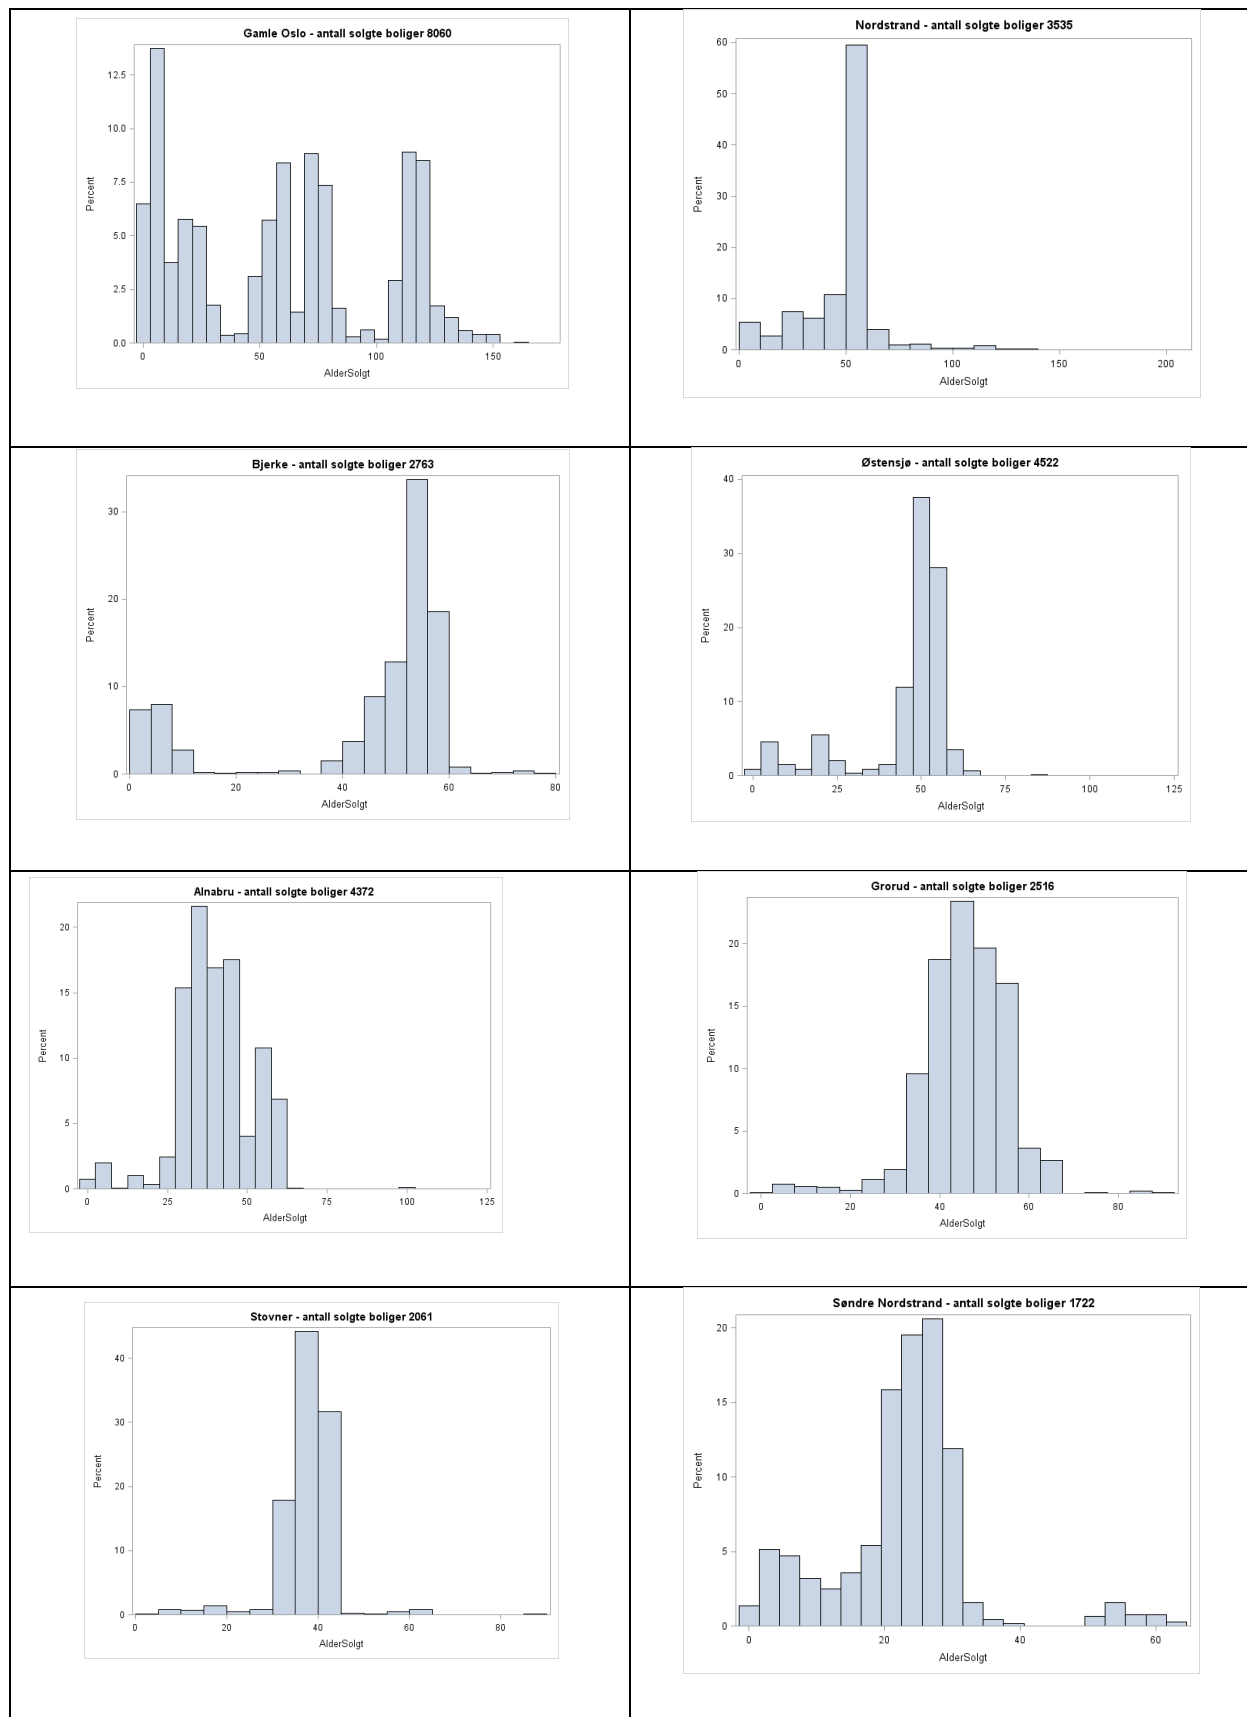 Gamle Oslo - antall solgte boliger 8060
12.5
10.0
7.5
5.0
2.5
0.0
Percent
0 50 100 150
AlderSolgt
Nordstrand - antall solgte boliger 3535
60
50
40
30
20
10
0
Percent
0 50 100 150 200
AlderSolgt
Bjerke - antall solgte boliger 2763
30
20
10
0
Percent
0 20 40 60 80
AlderSolgt
Østensjø - antall solgte boliger 4522
40
30
20
10
0
Percent
0 25 50 75 100 125
AlderSolgt
Alnabru - antall solgte boliger 4372
20
15
10
5
0
Percent
0 25 50 75 100 125
AlderSolgt
Grorud - antall solgte boliger 2516
20
15
10
5
0
Percent
0 20 40 60 80
AlderSolgt
Stovner - antall solgte boliger 2061
40
30
20
10
0
Percent
0 20 40 60 80
AlderSolgt
Søndre Nordstrand - antall solgte boliger 1722
20
15
10
5
0
Percent
0 20 40 60
AlderSolgt